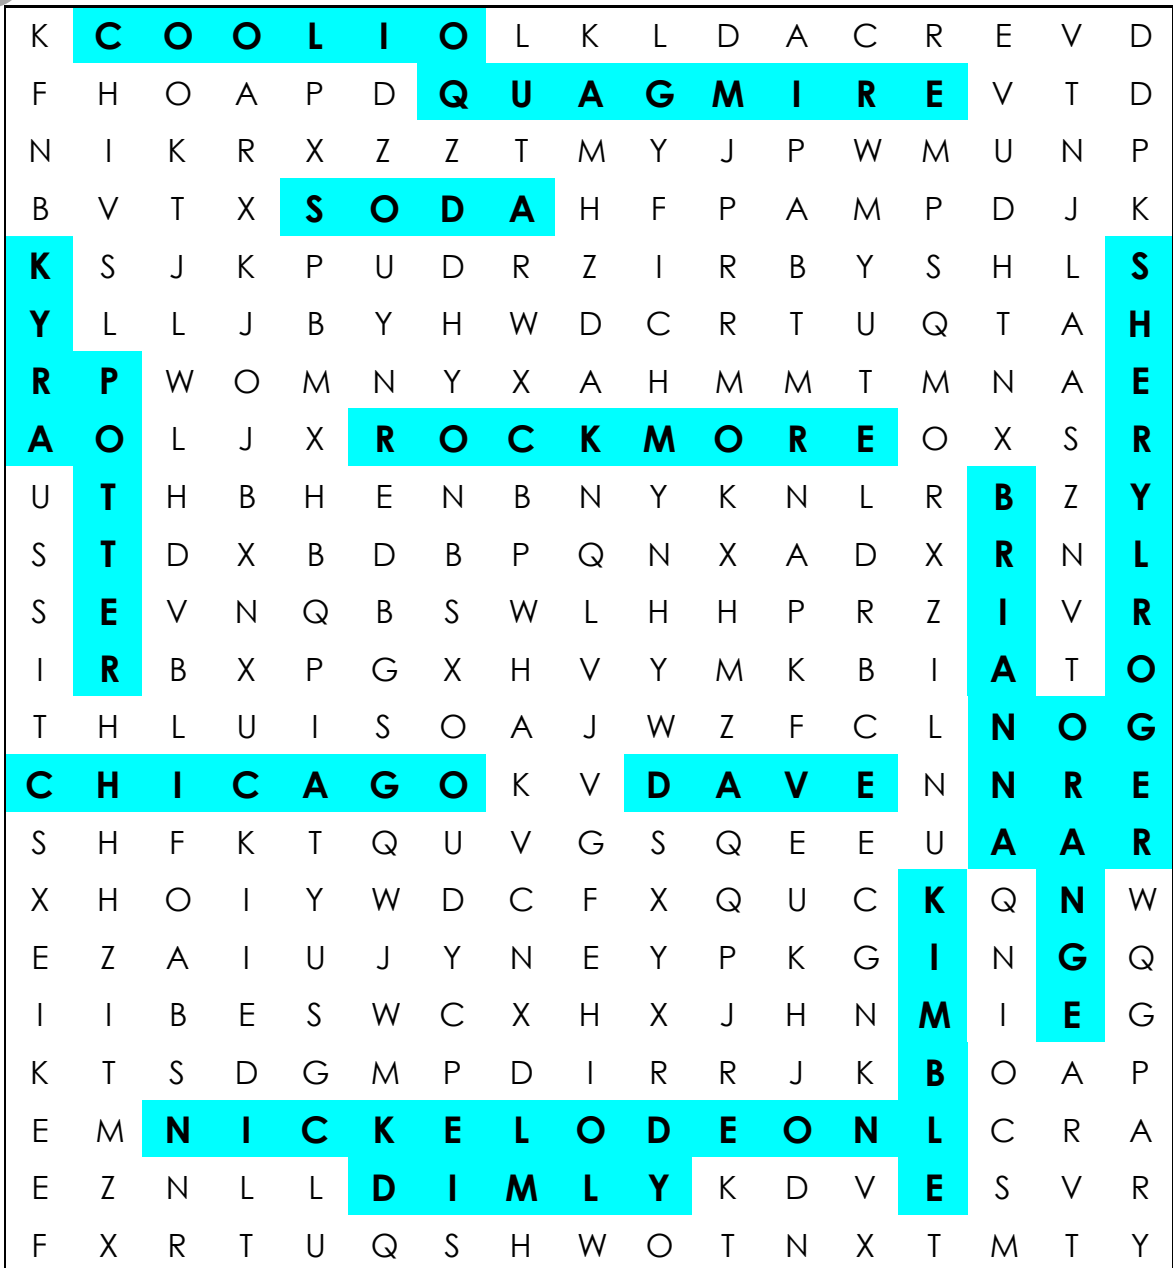 K C O O L I O L K L D A C R E V D
F H O A P D Q U A G M I R E V T D
N I K R X Z Z T M Y J P W M U N P
B V T X S O D A H F P A M P D J K
K S J K P U D R Z I R B Y S H L S
Y L L J B Y H W D C R T U Q T A H
R P W O M N Y X A H M M T M N A E
A O L J X R O C K M O R E O X S R
U T H B H E N B N Y K N L R B Z Y
S T D X B D B P Q N X A D X R N L
S E V N Q B S W L H H P R Z I V R
I R B X P G X H V Y M K B I A T O
T H L U I S O A J W Z F C L N O G
C H I C A G O K V D A V E N N R E
S H F K T Q U V G S Q E E U A A R
X H O I Y W D C F X Q U C K Q N W
E Z A I U J Y N E Y P K G I N G Q
I I B E S W C X H X J H N M I E G
K T S D G M P D I R R J K B O A P
E M N I C K E L O D E O N L C R A
E Z N L L D I M L Y K D V E S V R
F X R T U Q S H W O T N X T M T Y